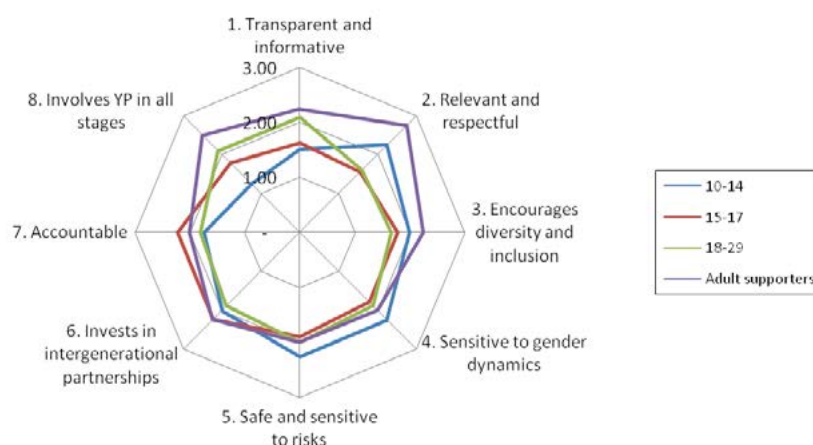 1. Transparent and
informative
3.00
2. Relevant and
respectful
8. Involves YP in all
stages
2.00
1.00
10-14
15-17
18-29
Adult supporters
7. Accountable
-
3. Encourages
diversity and
inclusion
6. Invests in
intergenerational
partnerships
4. Sensitive to gender
dynamics
5. Safe and sensitive
to risks